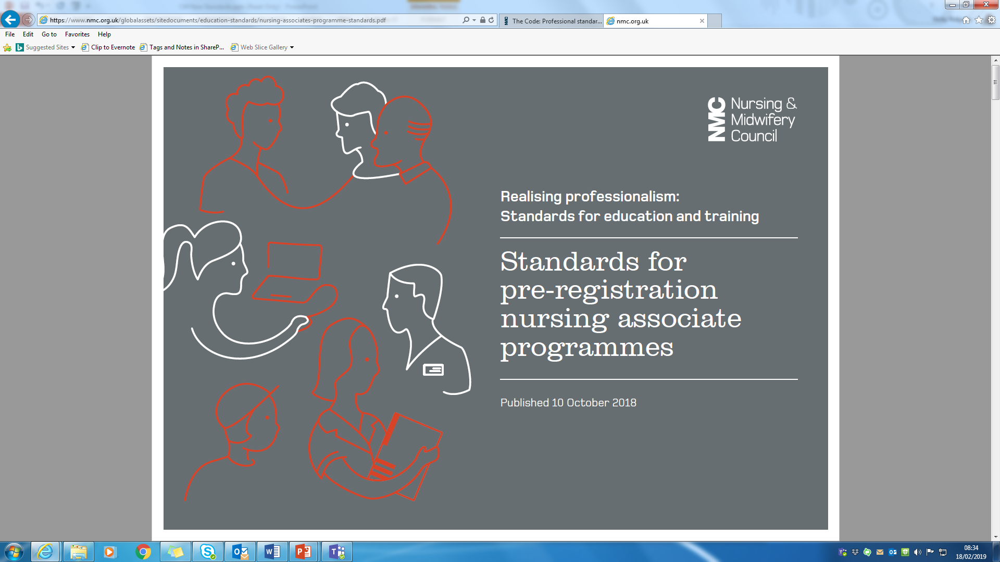 https://www.nmc.org.uk/globalassets/sitedocuments/education-standards/nursing-associates-programme-standards.pdf
The Code: Professional standar...
nmc.org.uk
File Edit Go to Favorites Help
Suggested Sites Clip to Evernote Tags and Notes in ShareP... Web Slice Gallery
NMC
Nursing &
Midwifery
Council
Realising professionalism:
Standards for education and training
Standards for
pre-registration
nursing associate
programmes
Published 10 October 2018
08:34
18/02/2019